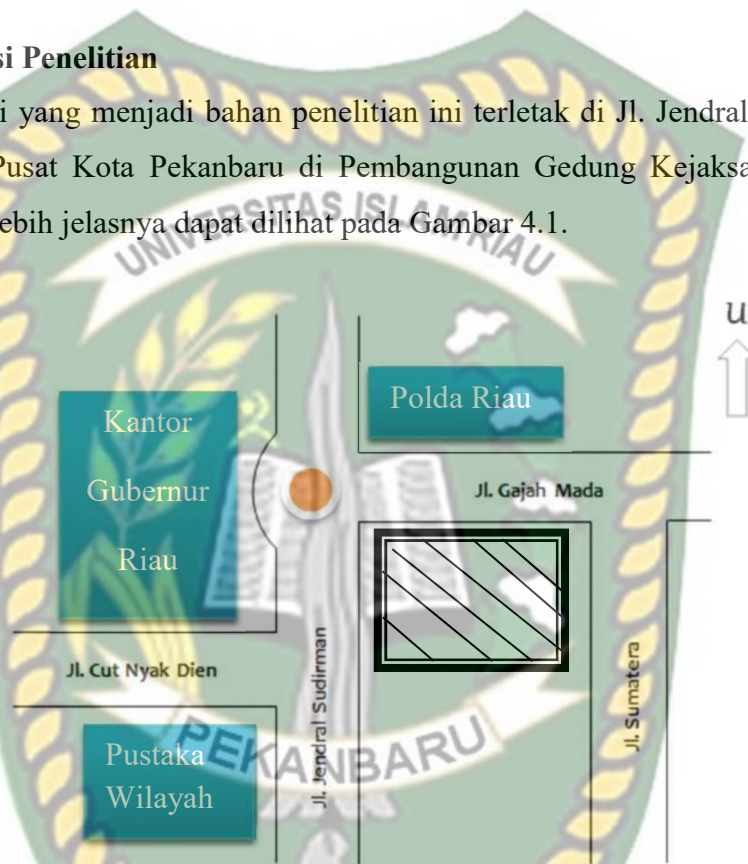 si Penelitian
i yang menjadi bahan penelitian ini terletak di Jl. Jendral
Pusat Kota Pekanbaru di Pembangunan Gedung Kejaksa
lebih jelasnya dapat dilihat pada Gambar 4.1.
UNIVERSITAS ISLAM RIAU
u
Polda Riau
Kantor
Gubernur
Riau
Jl. Gajah Mada
Jl. Cut Nyak Dien
Jl. Jendral Sudirman
Jl. Sumatera
PEKANBARU
Pustaka
Wilayah